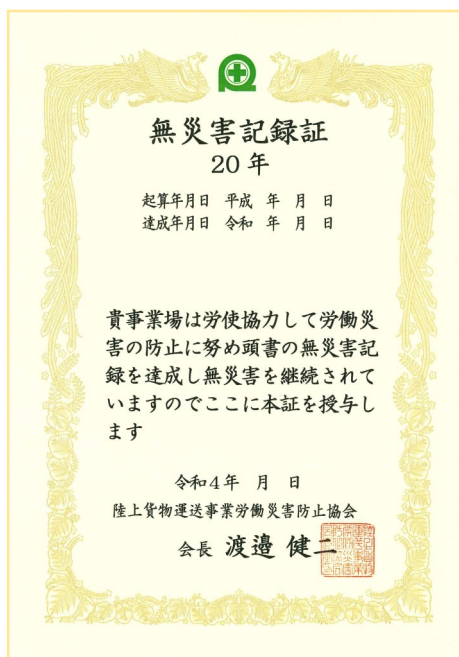 無災害記録証
20年
起算年月日 平成 年 月 日
達成年月日 令和 年 月 日
貴事業場は労使協力して労働災
害の防止に努め頭書の無災害記
録を達成し無災害を継続されて
いますのでここに本証を授与し
ます
令和4年 月 日
陸上貨物運送事業労働災害防止協会
会長 渡邉 健二